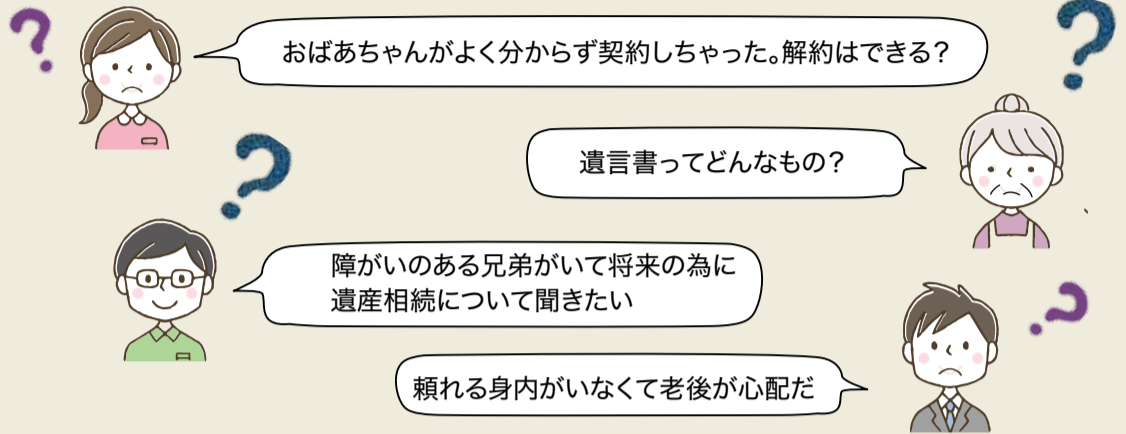 おばあちゃんがよく分からず契約しちゃった。解約はできる?
遺言書ってどんなもの?
障がいのある兄弟がいて将来の為に
遺産相続について聞きたい
頼れる身内がいなくて老後が心配だ